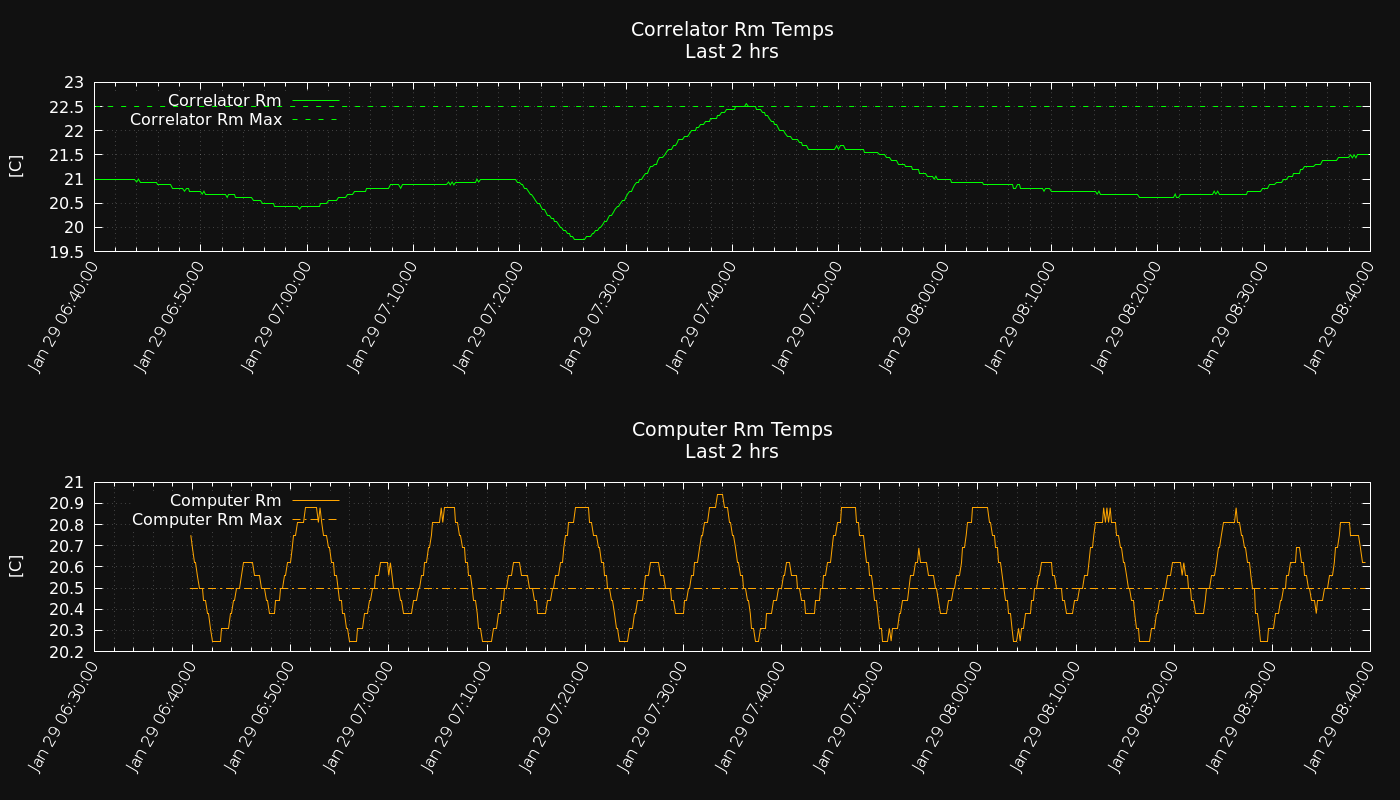 Correlator Rm Temps
Last 2 hrs
[C]
23
22.5
22
21.5
21
20.5
20
19.5
Correlator Rm
Correlator Rm Max
Jan 29 06:40:00
Jan 29 06:50:00
Jan 29 07:00:00
Jan 29 07:10:00
Jan 29 07:20:00
Jan 29 07:30:00
Jan 29 07:40:00
Jan 29 07:50:00
Jan 29 08:00:00
Jan 29 08:10:00
Jan 29 08:20:00
Jan 29 08:30:00
Jan 29 08:40:00
Computer Rm Temps
Last 2 hrs
[C]
21
20.9
20.8
20.7
20.6
20.5
20.4
20.3
20.2
Computer Rm
Computer Rm Max
Jan 29 06:30:00
Jan 29 06:40:00
Jan 29 06:50:00
Jan 29 07:00:00
Jan 29 07:10:00
Jan 29 07:20:00
Jan 29 07:30:00
Jan 29 07:40:00
Jan 29 07:50:00
Jan 29 08:00:00
Jan 29 08:10:00
Jan 29 08:20:00
Jan 29 08:30:00
Jan 29 08:40:00